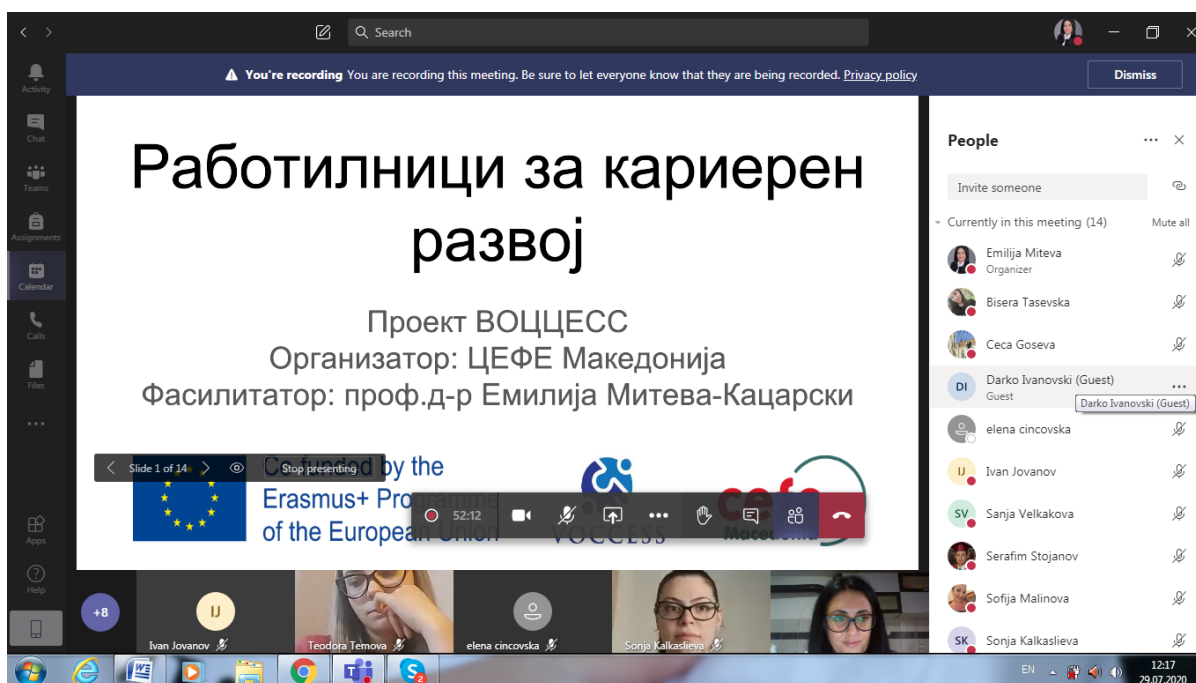 Search
You're recording You are recording this meeting. Be sure to let everyone know that they are being recorded. Privacy policy
Dismiss
Activity
Chat
Teams
Assignments
Calendar
Calls
Files
Apps
Help
Работилници за кариерен
развој
Проект ВОЦЦЕСС
Организатор: ЦЕФЕ Македонија
Фасилитатор: проф.д-р Емилија Митева-Кацарски
Slide 1 of 14
Stop presenting
Co-funded by the
Erasmus+ Programme
of the European Union
VOCCESS
cefe
Macedonia
52:12
People
Invite someone
Currently in this meeting (14)
Mute all
Emilija Miteva
Organizer
Bisera Tasevska
Ceca Goseva
DI
Darko Ivanovski (Guest)
Guest
Darko Ivanovski (Guest)
elena cincovska
IJ
Ivan Jovanov
SV
Sanja Velkakova
Serafim Stojanov
Sofija Malinova
SK
Sonja Kalkaslieva
+8
IJ
Ivan Jovanov
Teodora Temova
elena cincovska
Sonja Kalkaslieva
EN
12:17
29.07.2020